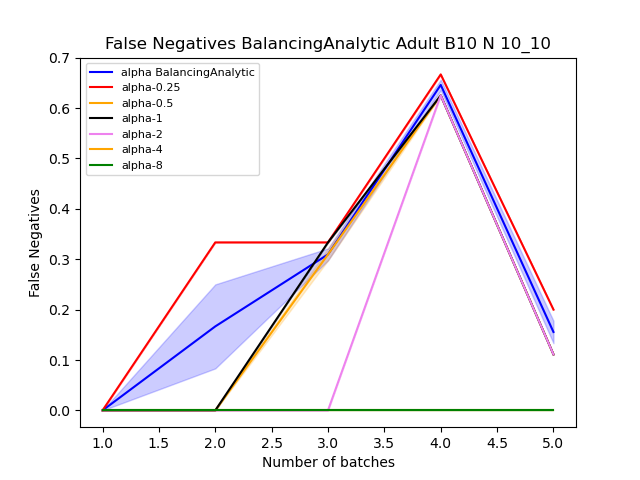 False Negatives BalancingAnalytic Adult B10 N 10_10
False Negatives
0.7
0.6
0.5
0.4
0.3
0.2
0.1
0.0
alpha BalancingAnalytic
alpha-0.25
alpha-0.5
alpha-1
alpha-2
alpha-4
alpha-8
1.0 1.5 2.0 2.5 3.0 3.5 4.0 4.5 5.0
Number of batches